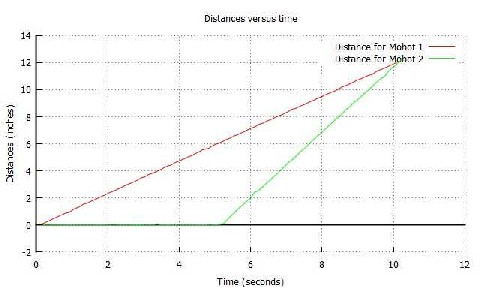 Distances versus time
14
Distance for Mobot 1
Distance for Mobot 2
12
10
8
6
4
2
0
-2
Distances (inches)
0 2 4 6 8 10 12
Time (seconds)